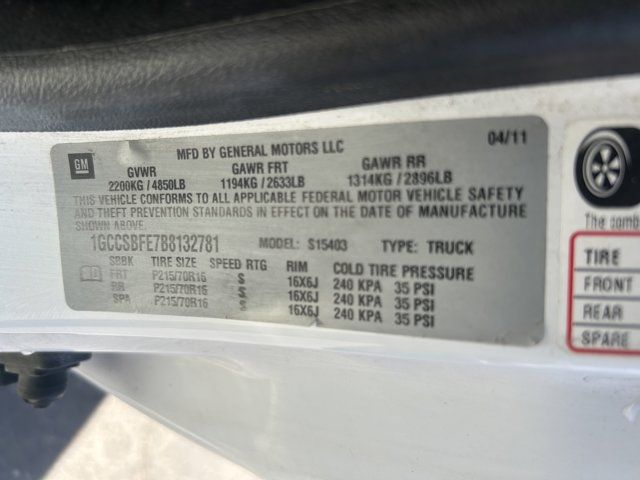 GM
MFD BY GENERAL MOTORS LLC 04/11
GVWR GAWR FRT GAWR RR
2200KG / 4850LB 1194KG / 2633LB 1314KG / 2896LB
THIS VEHICLE CONFORMS TO ALL APPLICABLE FEDERAL MOTOR VEHICLE SAFETY
AND THEFT PREVENTION STANDARDS IN EFFECT ON THE DATE OF MANUFACTURE
SHOWN ABOVE.
1GCCSBFE7B8132781 MODEL: S15403 TYPE: TRUCK
TIRE SIZE SPEED RTG RIM COLD TIRE PRESSURE
FRT P215/70R16 S 16X6J 240 KPA 35 PSI
RR P215/70R16 S 16X6J 240 KPA 35 PSI
SPA P215/70R16 S 16X6J 240 KPA 35 PSI
The comb
TIRE
FRONT
REAR
SPARE